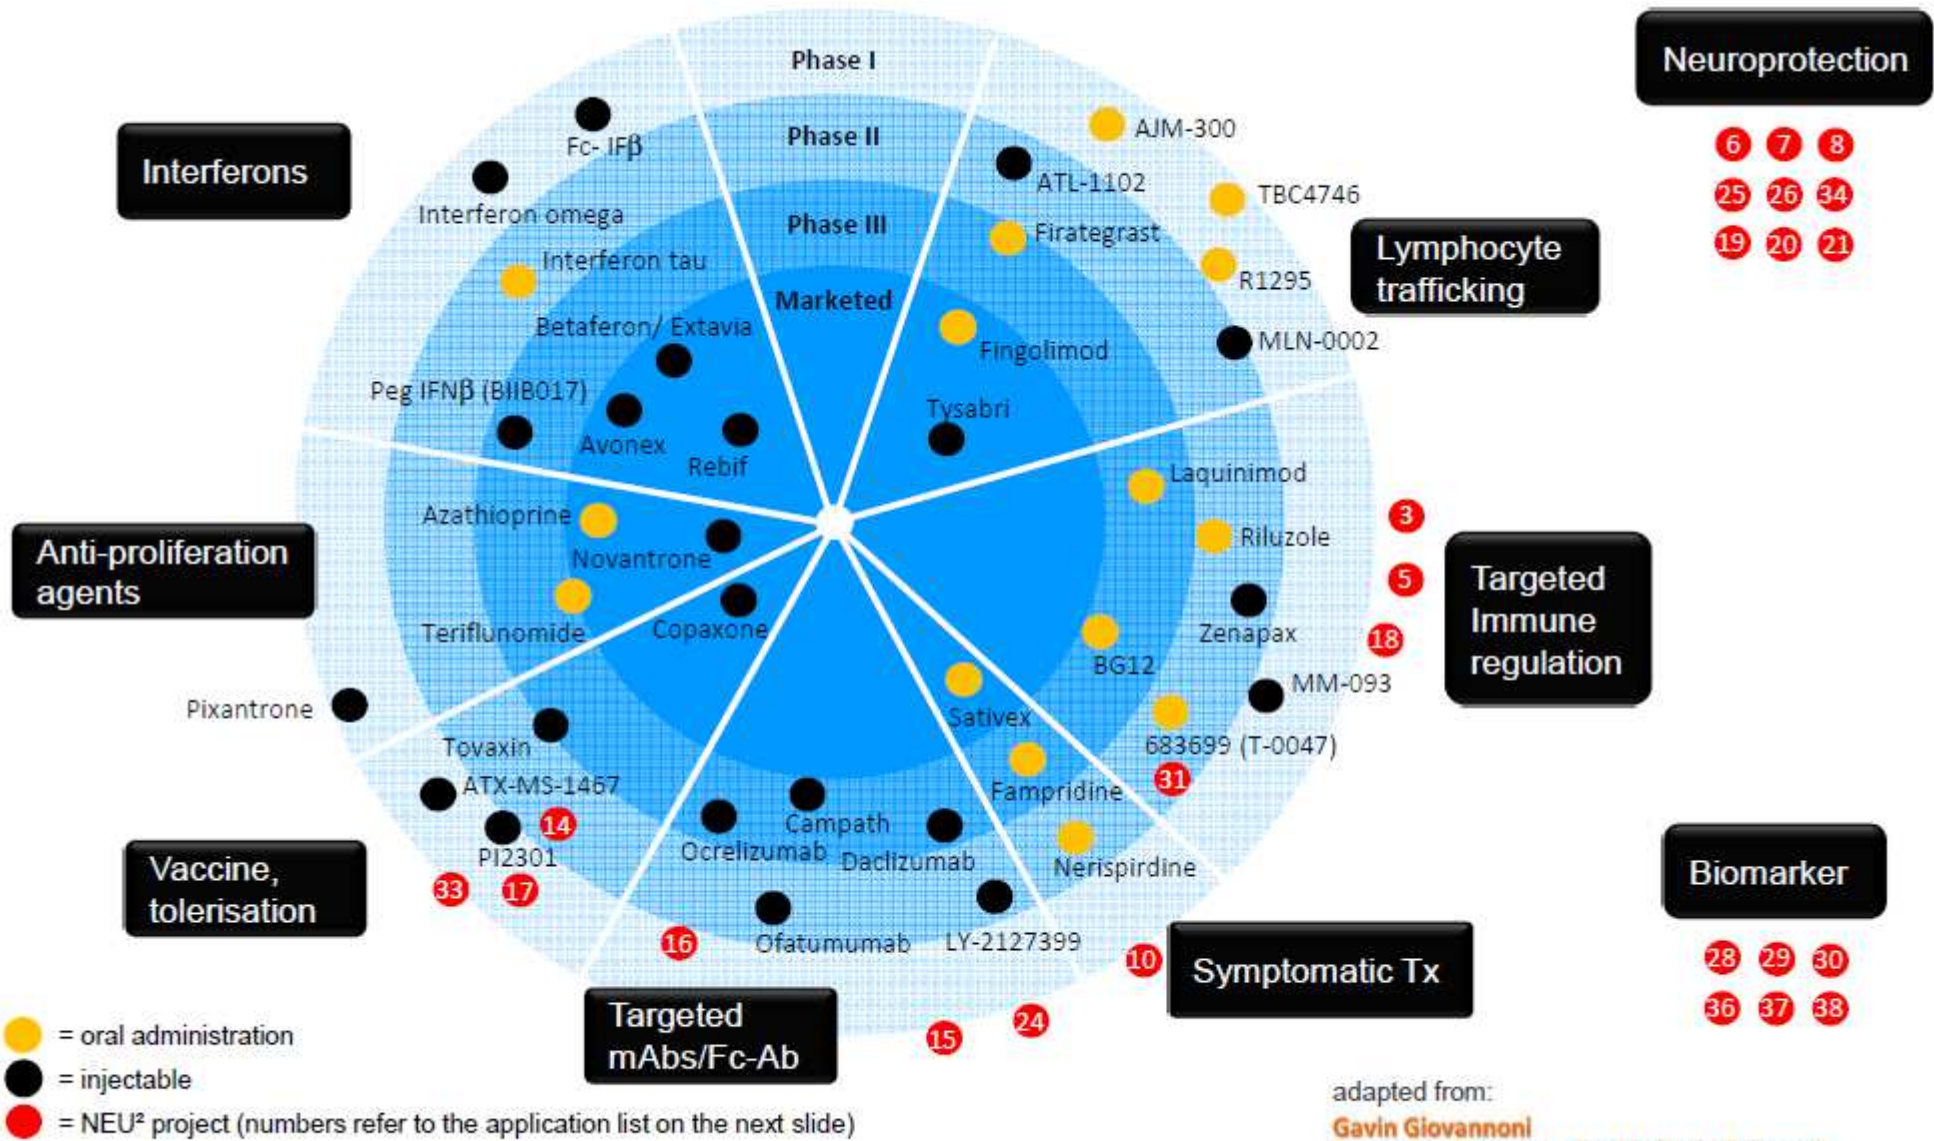 Phase I
Phase II
Phase III
Marketed
Interferons
Fc- IFβ
Interferon omega
Interferon tau
Betaferon/ Extavia
Peg IFNβ (BIIB017)
Avonex
Rebif
AJM-300
ATL-1102
TBC4746
Firategrast
R1295
Fingolimod
MLN-0002
Tysabri
Lymphocyte
trafficking
Neuroprotection
6 7 8
25 26 34
19 20 21
Anti-proliferation
agents
Azathioprine
Novantrone
Teriflunomide
Pixantrone
Copaxone
Laquinimod
Riluzole
Zenapax
BG12
MM-093
683699 (T-0047)
31
3
5
18
Targeted
Immune
regulation
Vaccine,
tolerisation
Tovaxin
ATX-MS-1467
14
PI2301
33
17
Sativex
Fampridine
Nerispirdine
10
Symptomatic Tx
Campath
Ocrelizumab
Daclizumab
Ofatumumab
LY-2127399
16
15
24
Targeted
mAbs/Fc-Ab
Biomarker
28 29 30
36 37 38
= oral administration
= injectable
= NEU² project (numbers refer to the application list on the next slide)
adapted from:
Gavin Giovannoni